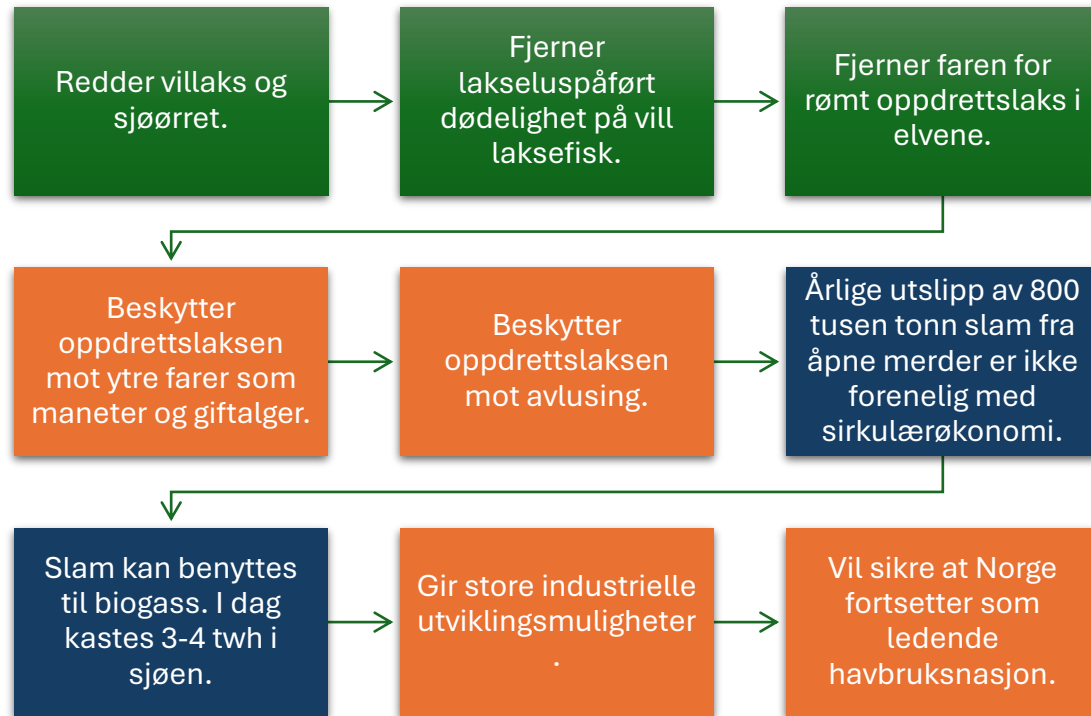 Redder villaks og
sjøørret.
Fjerner
lakseluspåført
dødelighet på vill
laksefisk.
Fjerner faren for
rømt oppdrettslaks i
elvene.
Beskytter
oppdrettslaksen
mot ytre farer som
maneter og giftalger.
Beskytter
oppdrettslaksen
mot avlusing.
Årlige utslipp av 800
tusen tonn slam fra
åpne merder er ikke
forenelig med
sirkulærøkonomi.
Slam kan benyttes
til biogass. I dag
kastes 3-4 twh i
sjøen.
Gir store industrielle
utviklingsmuligheter
.
Vil sikre at Norge
fortsetter som
ledende
havbruksnasjon.